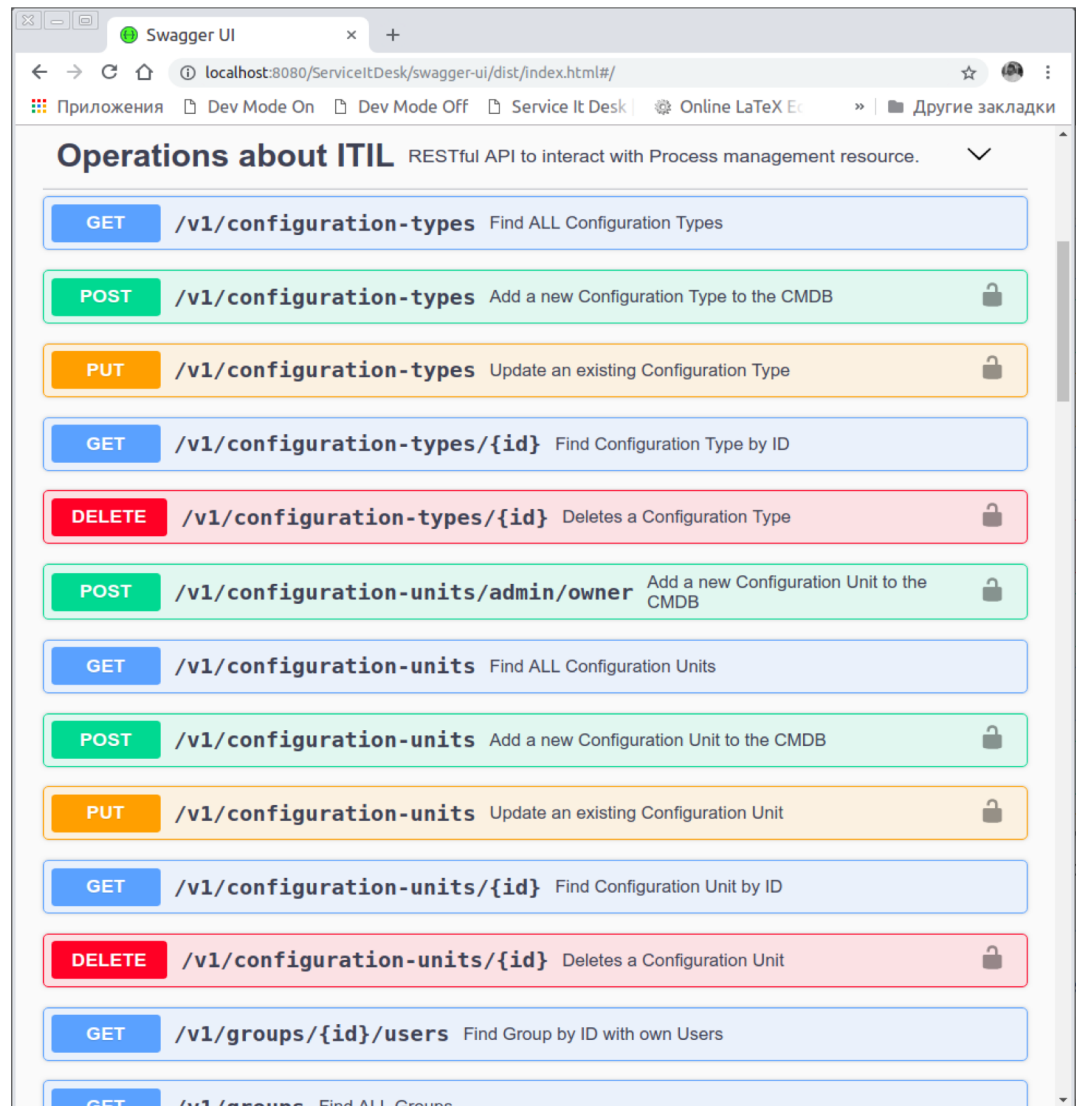 Swagger UI
localhost:8080/ServiceItDesk/swagger-ui/dist/index.html#/
Приложения Dev Mode On Dev Mode Off Service It Desk Online LaTeX Ec » Другие закладки
Operations about ITIL RESTful API to interact with Process management resource.
GET /v1/configuration-types Find ALL Configuration Types
POST /v1/configuration-types Add a new Configuration Type to the CMDB
PUT /v1/configuration-types Update an existing Configuration Type
GET /v1/configuration-types/{id} Find Configuration Type by ID
DELETE /v1/configuration-types/{id} Deletes a Configuration Type
POST /v1/configuration-units/admin/owner Add a new Configuration Unit to the
CMDB
GET /v1/configuration-units Find ALL Configuration Units
POST /v1/configuration-units Add a new Configuration Unit to the CMDB
PUT /v1/configuration-units Update an existing Configuration Unit
GET /v1/configuration-units/{id} Find Configuration Unit by ID
DELETE /v1/configuration-units/{id} Deletes a Configuration Unit
GET /v1/groups/{id}/users Find Group by ID with own Users
GET /v1/groups Find ALL Groups